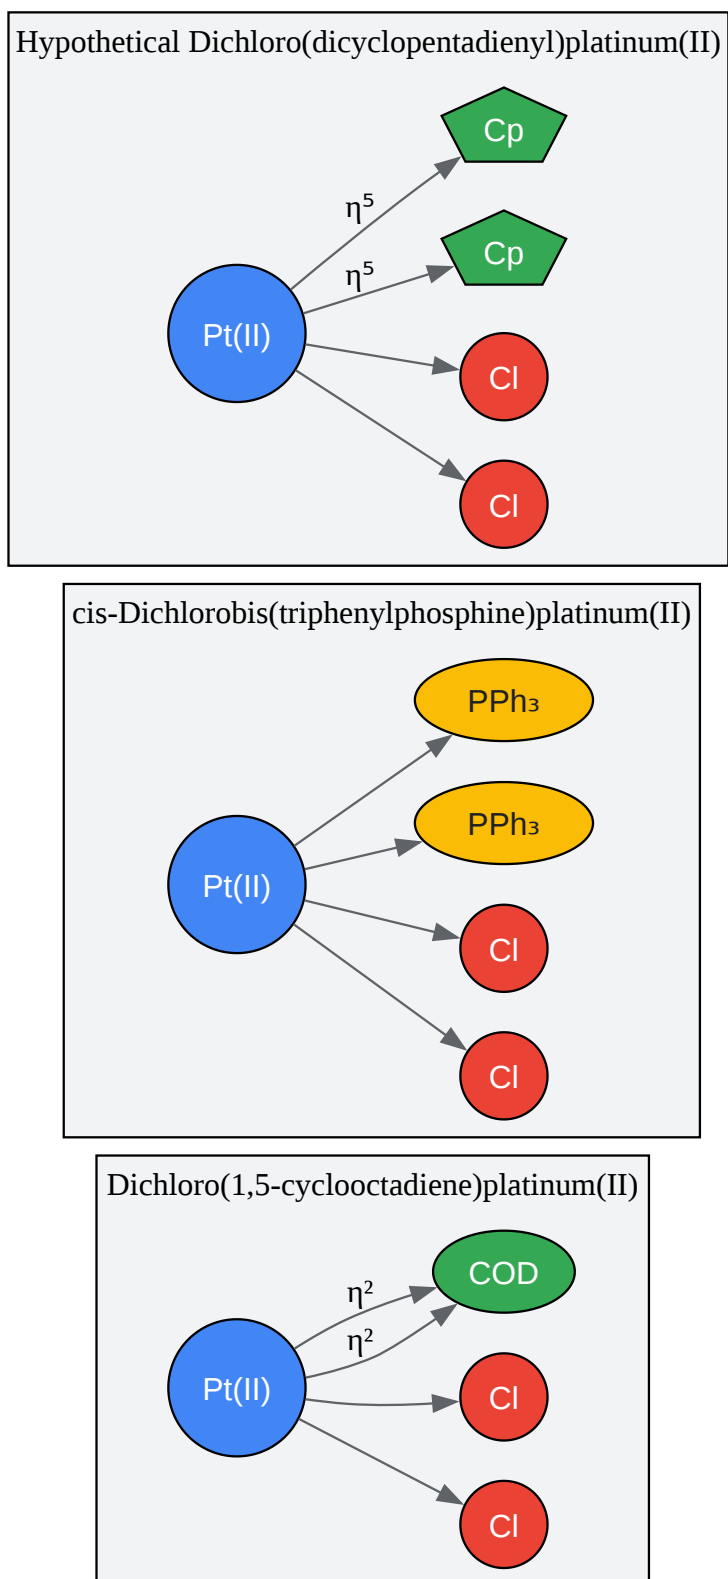 Hypothetical Dichloro(dicyclopentadienyl)platinum(II)
Cp
η⁵
Cp
η⁵
Pt(II)
Cl
Cl
cis-Dichlorobis(triphenylphosphine)platinum(II)
PPh₃
PPh₃
Pt(II)
Cl
Cl
Dichloro(1,5-cyclooctadiene)platinum(II)
COD
η²
η²
Pt(II)
Cl
Cl